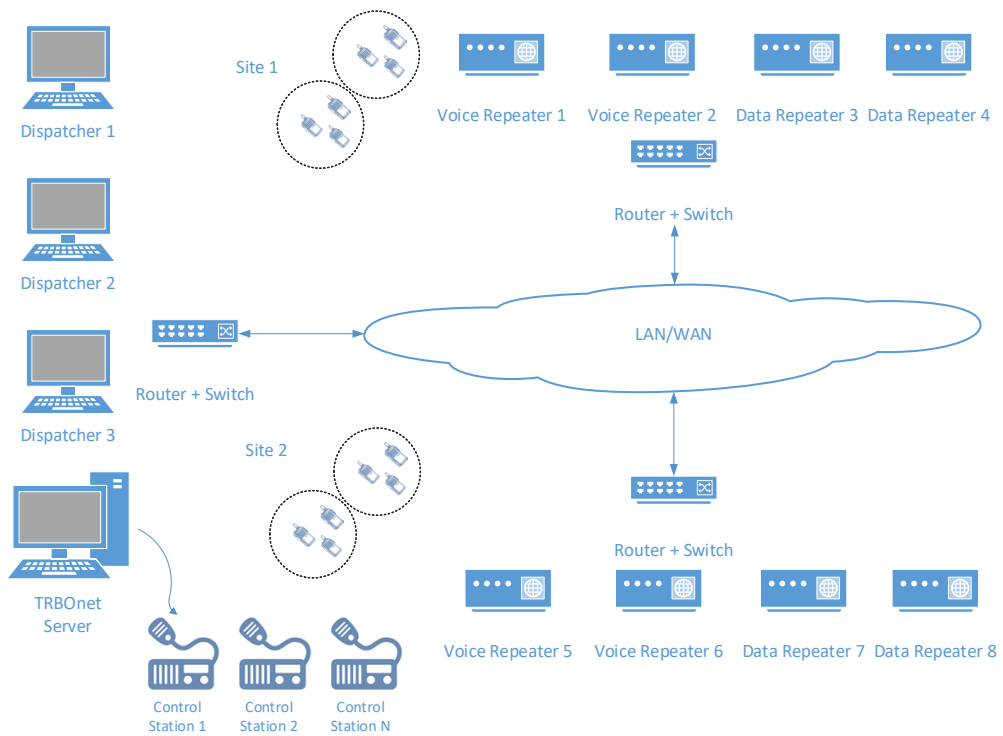 Site 1
Dispatcher 1
Voice Repeater 1
Voice Repeater 2
Data Repeater 3
Data Repeater 4
Router + Switch
Dispatcher 2
LAN/WAN
Router + Switch
Dispatcher 3
Site 2
Router + Switch
TRBOnet
Server
Voice Repeater 5
Voice Repeater 6
Data Repeater 7
Data Repeater 8
Control
Station 1
Control
Station 2
Control
Station N